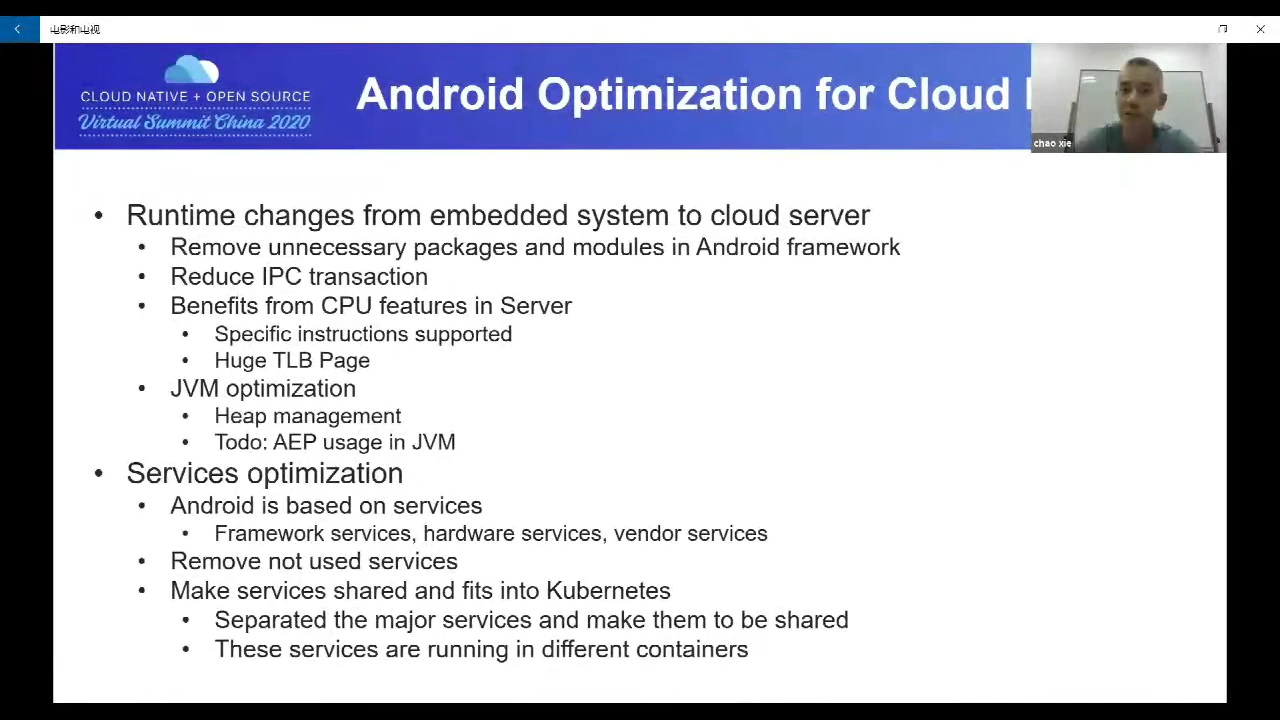 电影和电视
CLOUD NATIVE + OPEN SOURCE
Virtual Summit China 2020
Android Optimization for Cloud
chao xie
• Runtime changes from embedded system to cloud server
• Remove unnecessary packages and modules in Android framework
• Reduce IPC transaction
• Benefits from CPU features in Server
• Specific instructions supported
• Huge TLB Page
• JVM optimization
• Heap management
• Todo: AEP usage in JVM
• Services optimization
• Android is based on services
• Framework services, hardware services, vendor services
• Remove not used services
• Make services shared and fits into Kubernetes
• Separated the major services and make them to be shared
• These services are running in different containers